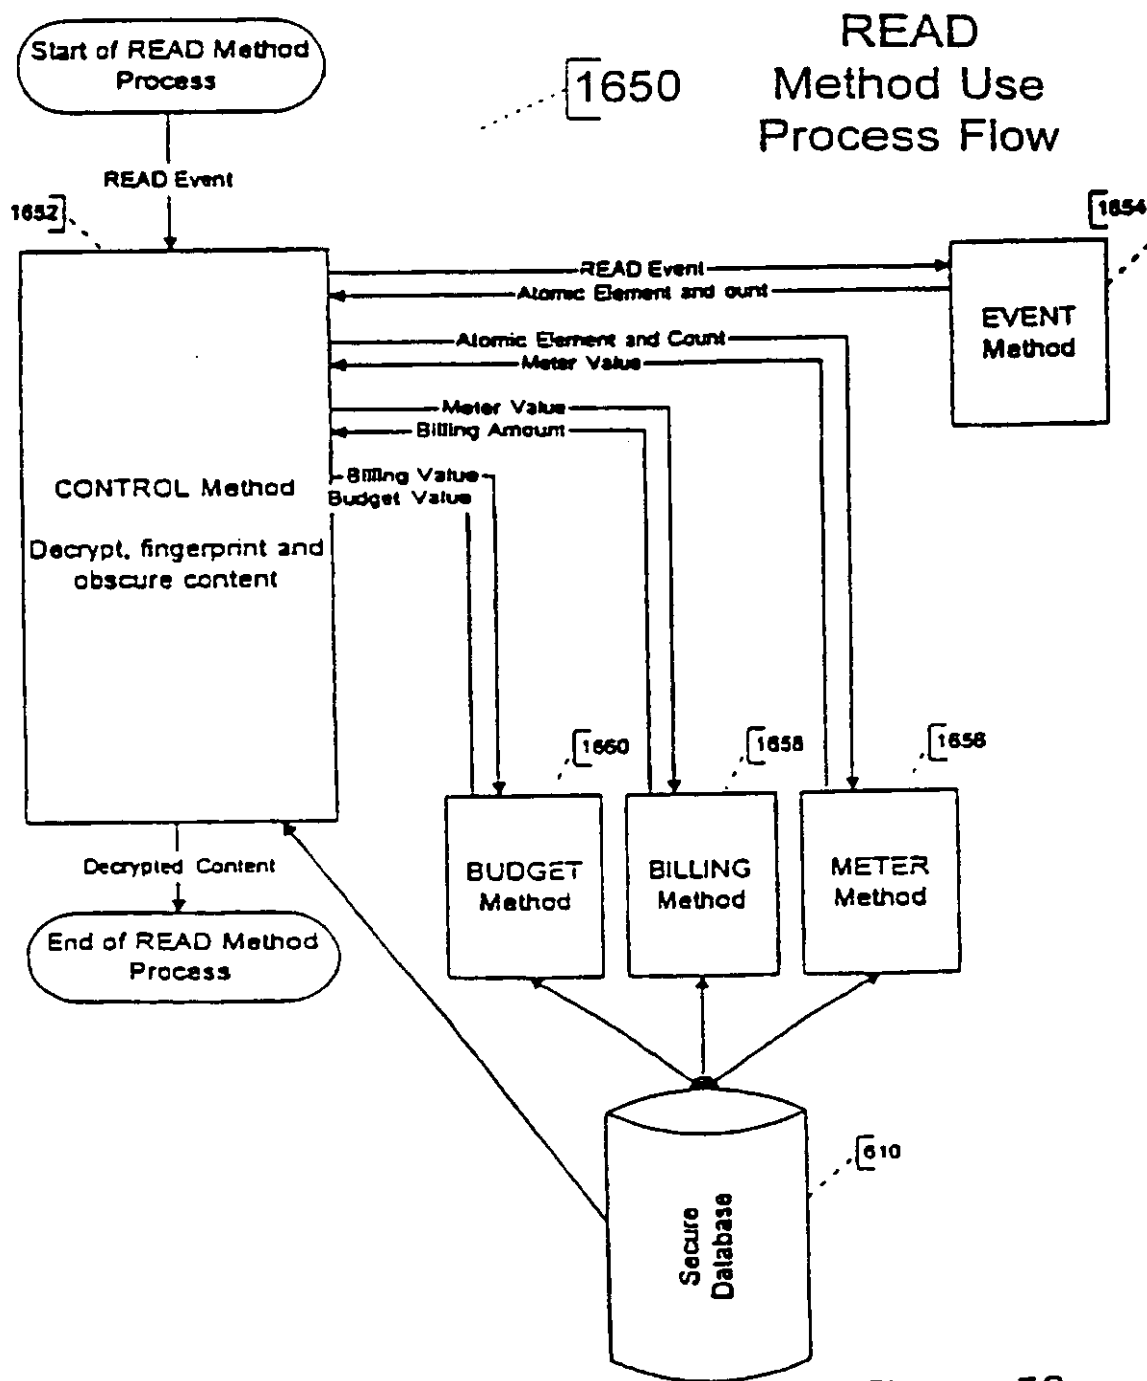 Start of READ Method
Process
1650
READ
Method Use
Process Flow
READ Event
1652
1654
READ Event
Atomic Element and ount
EVENT
Method
Atomic Element and Count
Meter Value
Meter Value
Billing Amount
Billing Value
Budget Value
CONTROL Method
Decrypt, fingerprint and
obscure content
1660
1658
1656
BUDGET
Method
BILLING
Method
METER
Method
Decrypted Content
End of READ Method
Process
610
Secure
Database